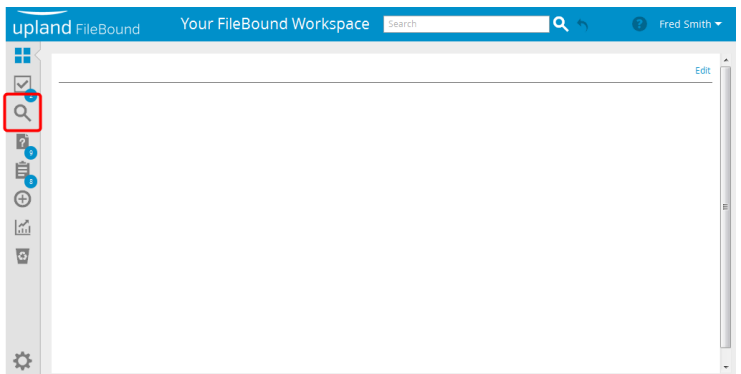 upland FileBound
Your FileBound Workspace
Search
?
Fred Smith
Edit
?
9
8